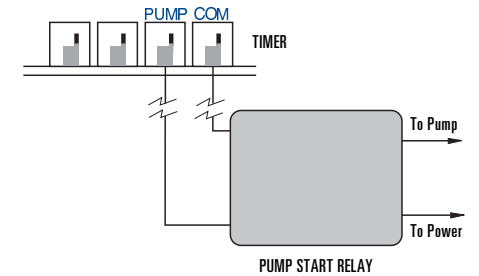 PUMP COM
TIMER
To Pump
To Power
PUMP START RELAY